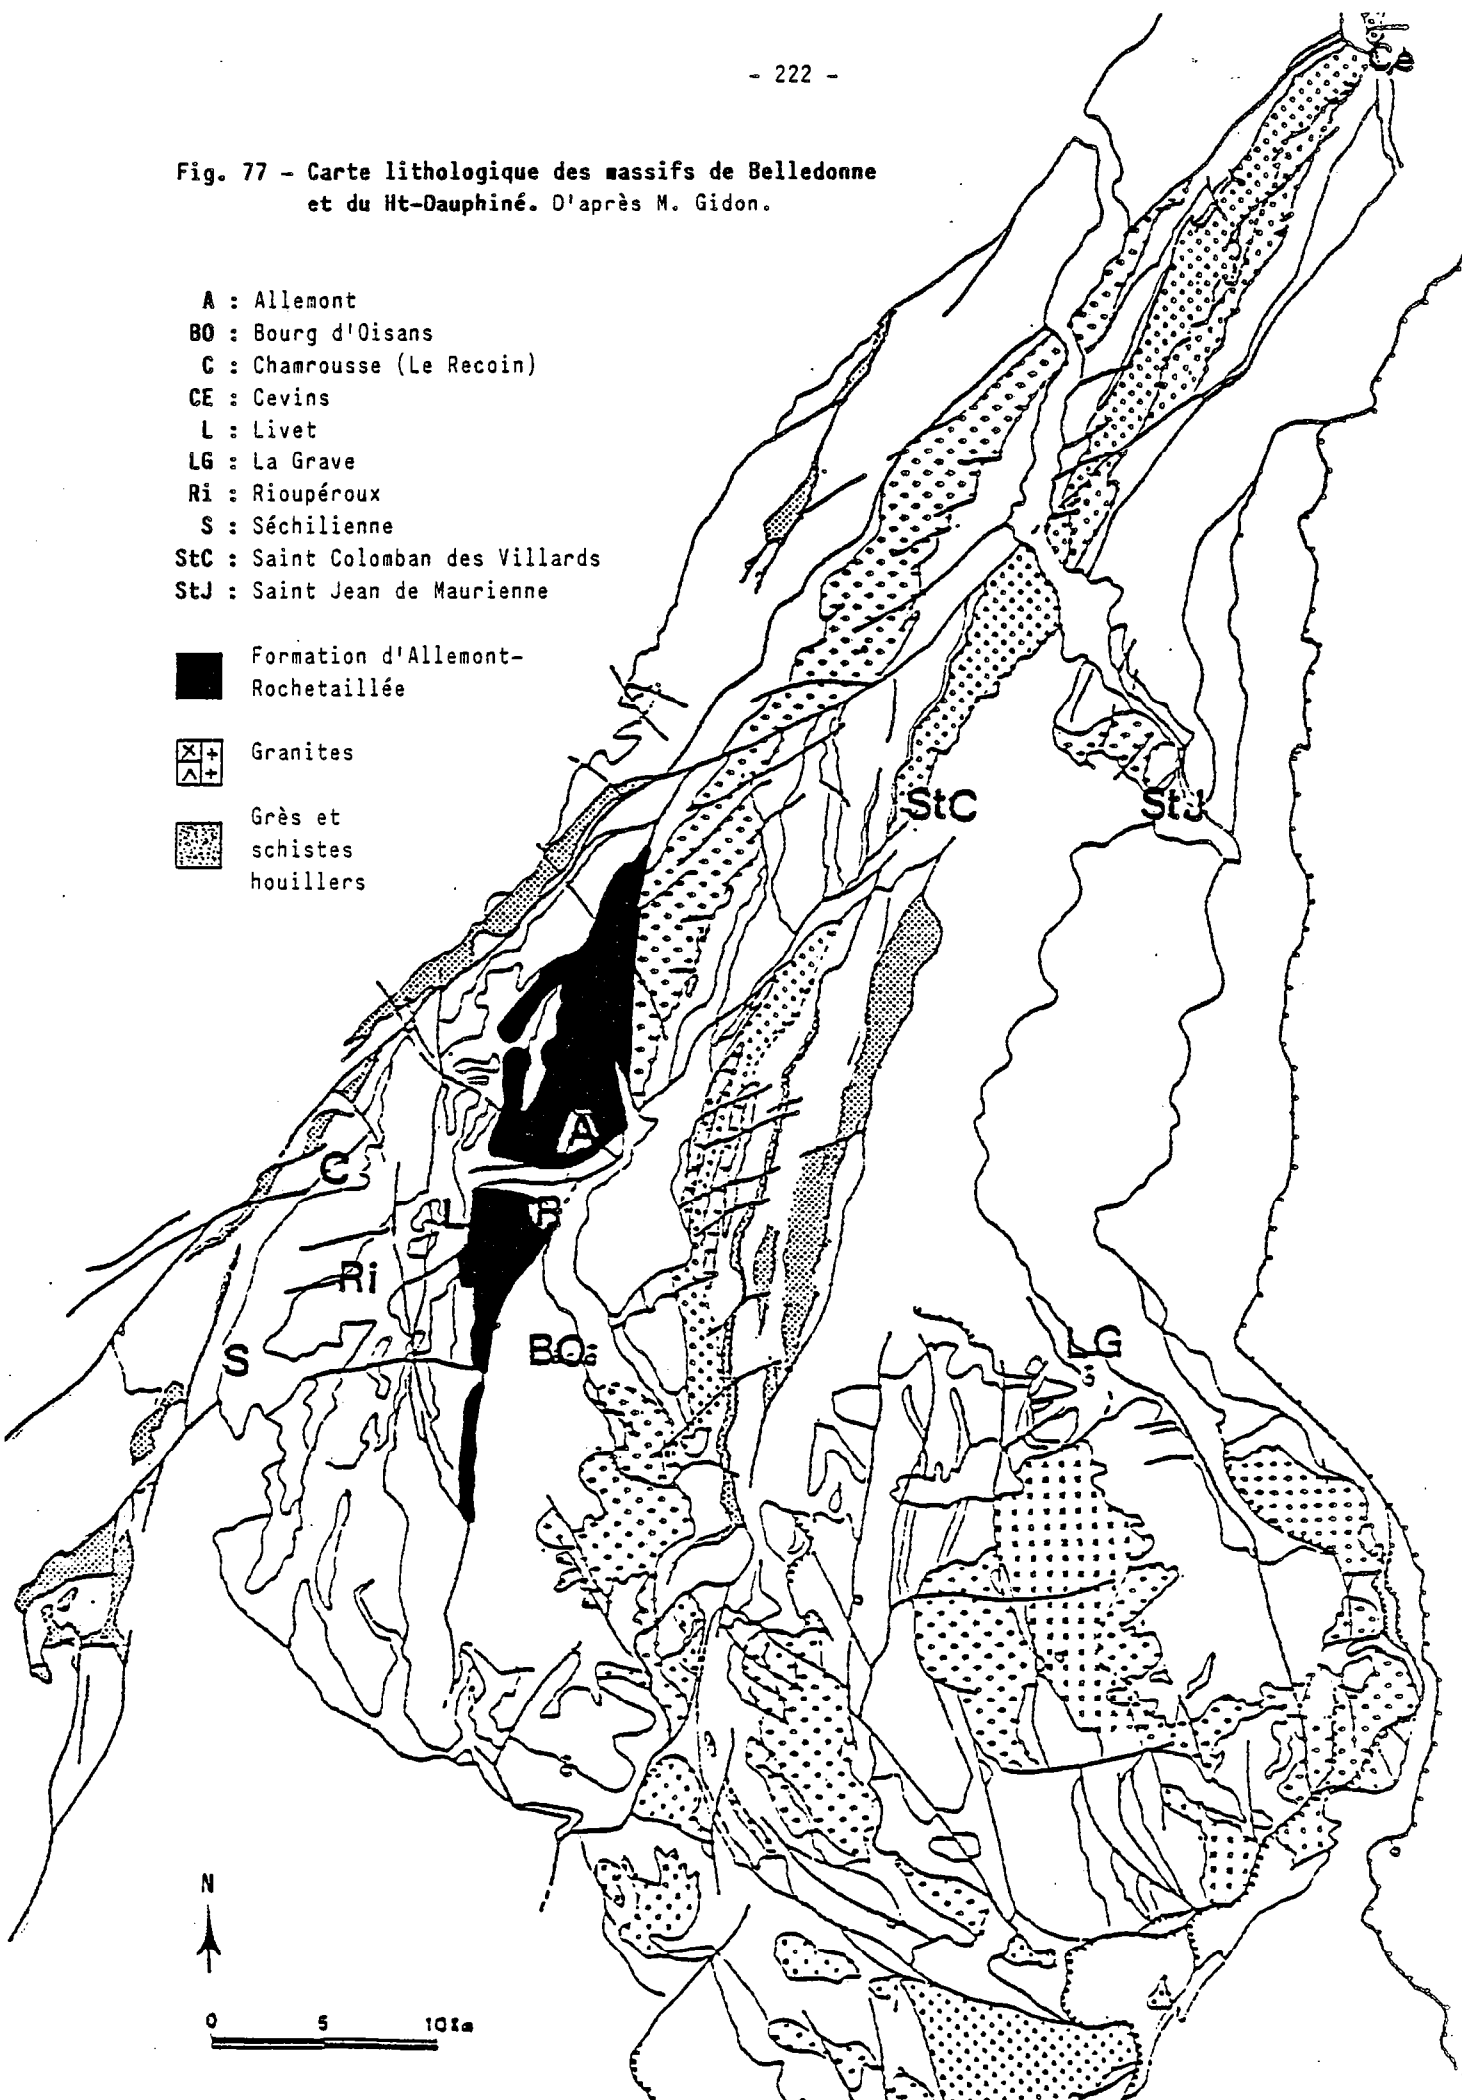 - 222 -
Fig. 77 - Carte lithologique des massifs de Belledonne
et du Ht-Dauphiné. D'après M. Gidon.
A : Allemont
BO : Bourg d'Oisans
C : Chamrousse (Le Recoin)
CE : Cevins
L : Livet
LG : La Grave
Ri : Rioupéroux
S : Séchilienne
StC : Saint Colomban des Villards
StJ : Saint Jean de Maurienne
Formation d'Allemont-
Rochetaillée
Granites
Grès et
schistes
houillers
Ce
StC
StJ
A
C
L
R
Ri
S
BO
LG
N
0 5 10 Km